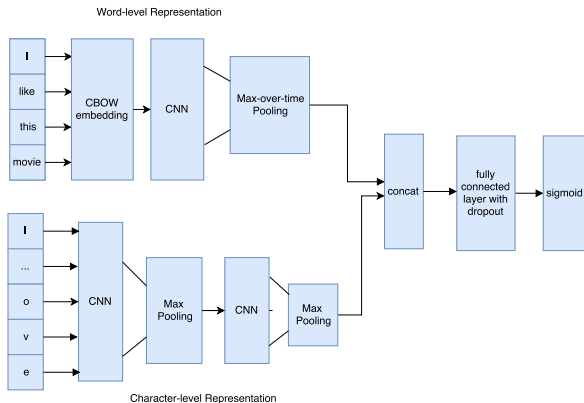 Word-level Representation
I
like
this
movie
CBOW
embedding
CNN
Max-over-time
Pooling
concat
fully
connected
layer with
dropout
sigmoid
I
...
o
v
e
CNN
Max
Pooling
CNN
Max
Pooling
Character-level Representation